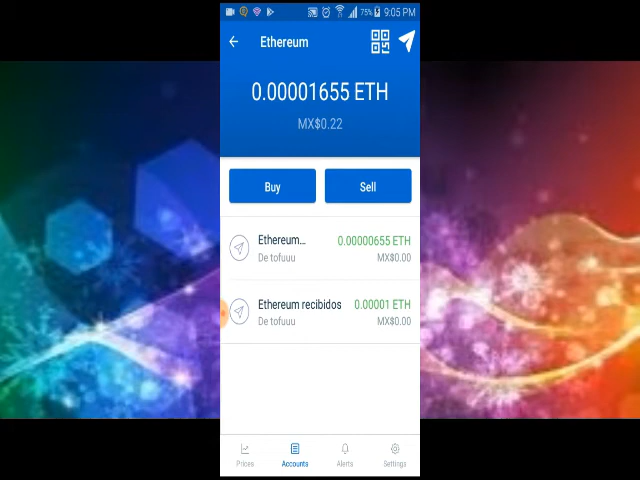 75% 9:05 PM
Ethereum
0.00001655 ETH
MX$0.22
Buy Sell
Ethereum... 0.00000655 ETH
De tofuuu MX$0.00
Ethereum recibidos 0.00001 ETH
De tofuuu MX$0.00
Prices Accounts Alerts Settings